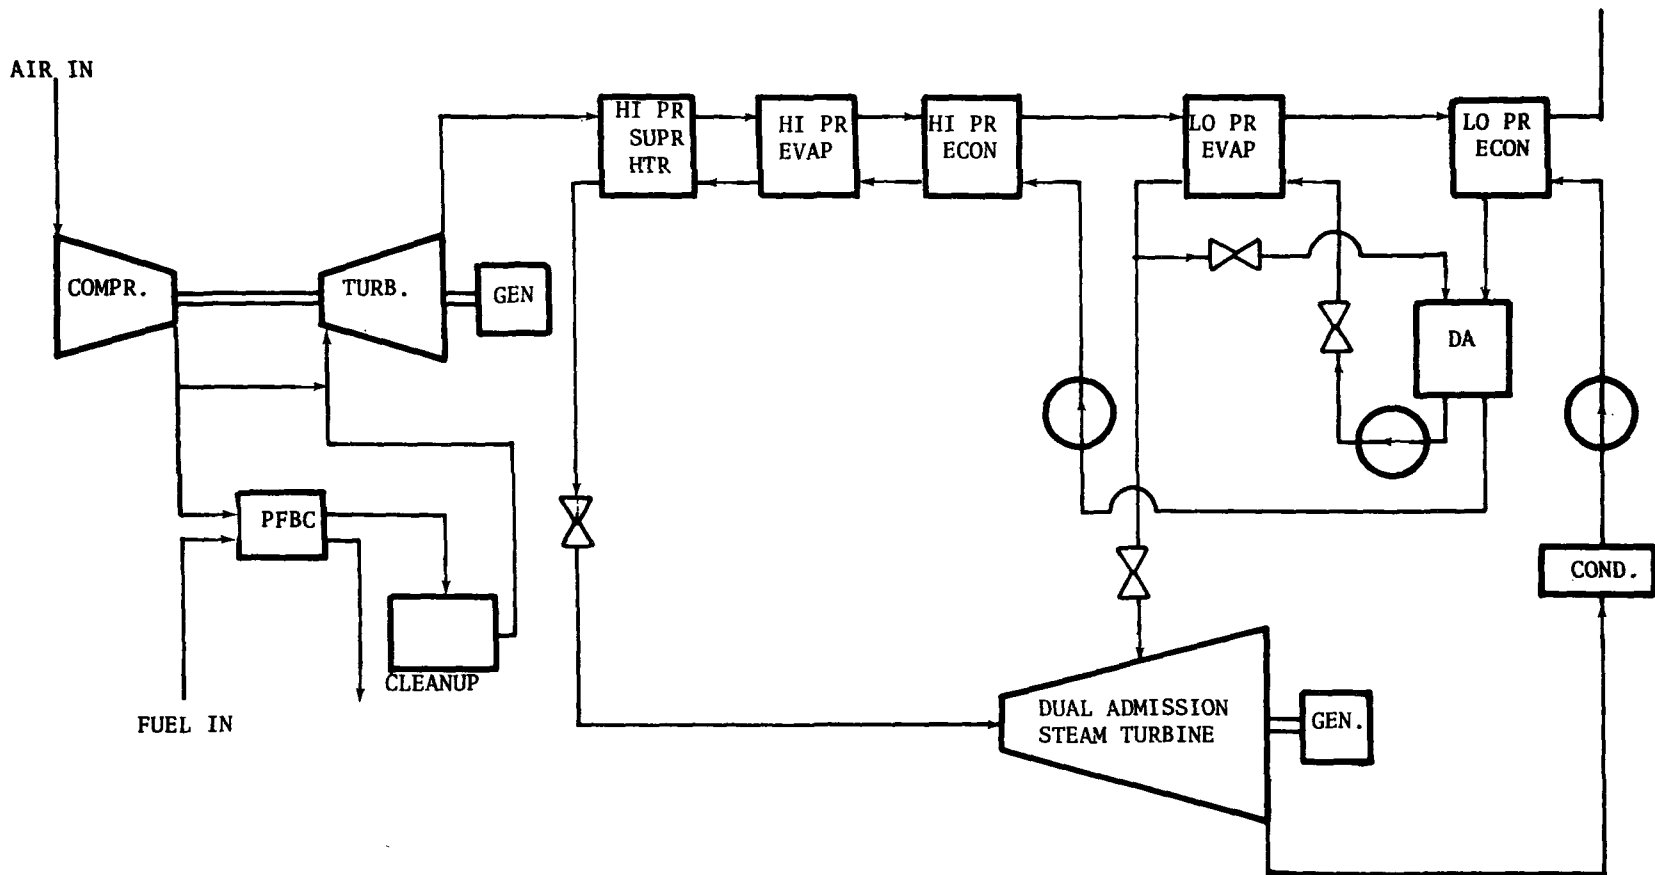 AIR IN
HI PR
SUPR
HTR
HI PR
EVAP
HI PR
ECON
LO PR
EVAP
LO PR
ECON
COMPR.
TURB.
GEN
DA
PFBC
CLEANUP
FUEL IN
COND.
DUAL ADMISSION
STEAM TURBINE
GEN.